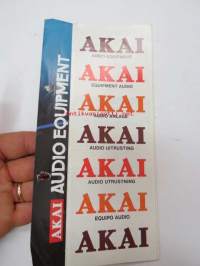 AKAI AUDIO EQUIPMENT
AKAI
AUDIO EQUIPMENT
AKAI
EQUIPEMENT AUDIO
AKAI
AUDIO ANLAGE
AKAI
AUDIO UITRUSTING
AKAI
AUDIO UTRUSTNING
AKAI
EQUIPO AUDIO
AKAI